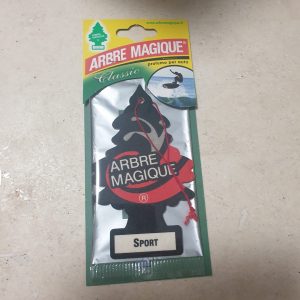 ARBRE MAGIQUE®
profumo per auto
Classic
ARBRE
MAGIQUE
®
SPORT